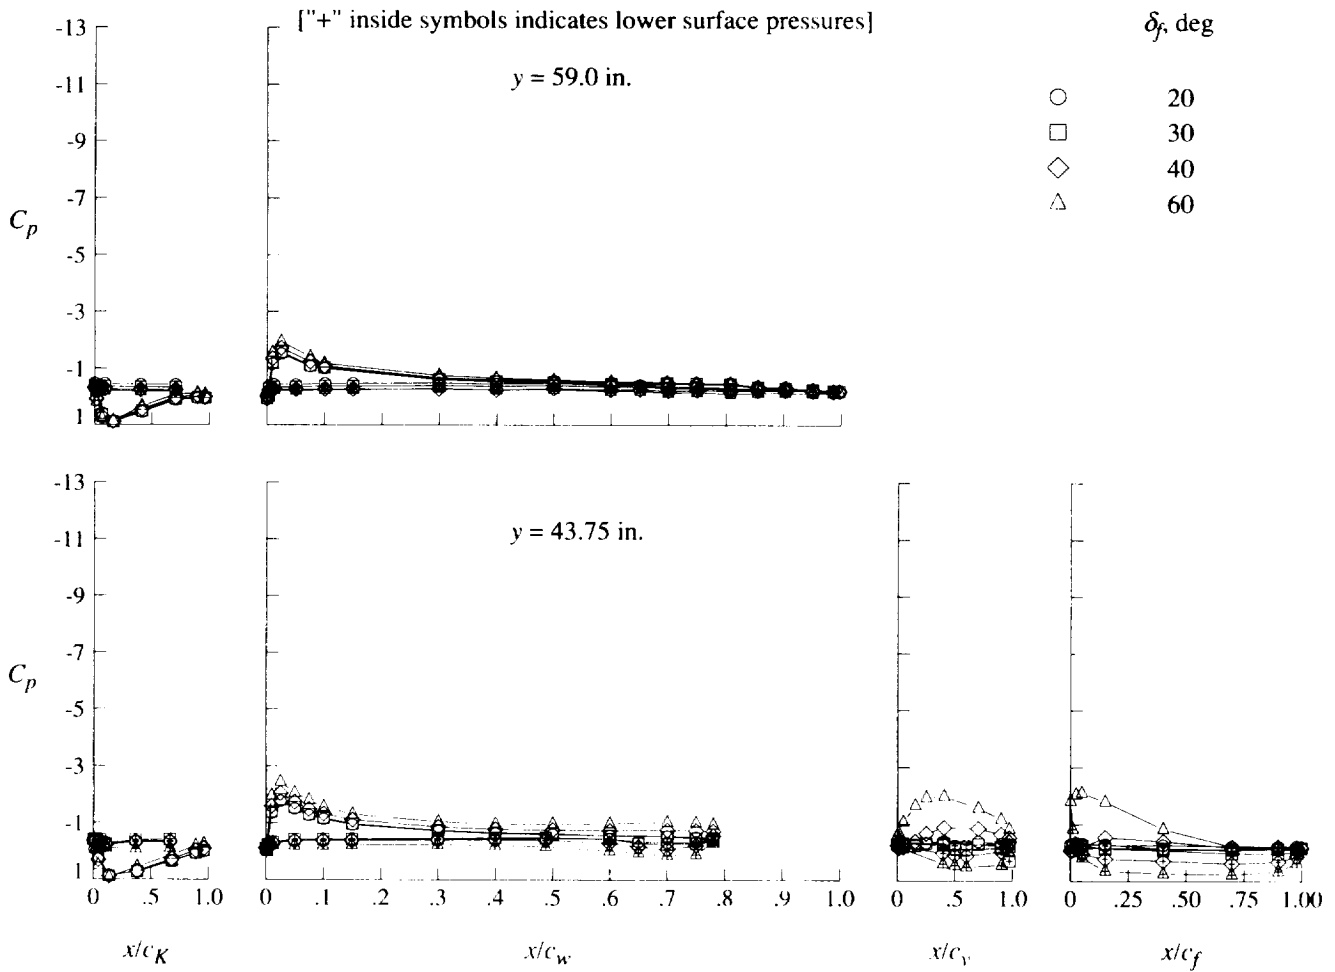 ["+" inside symbols indicates lower surface pressures]
δf, deg
y = 59.0 in.
20
30
40
60
-13
-11
-9
-7
-5
-3
-1
1
Cp
y = 43.75 in.
-13
-11
-9
-7
-5
-3
-1
1
Cp
0 .5 1.0
0 .1 .2 .3 .4 .5 .6 .7 .8 .9 1.0
0 .5 1.0
0 .25 .50 .75 1.00
x/cK
x/cw
x/cv
x/cf